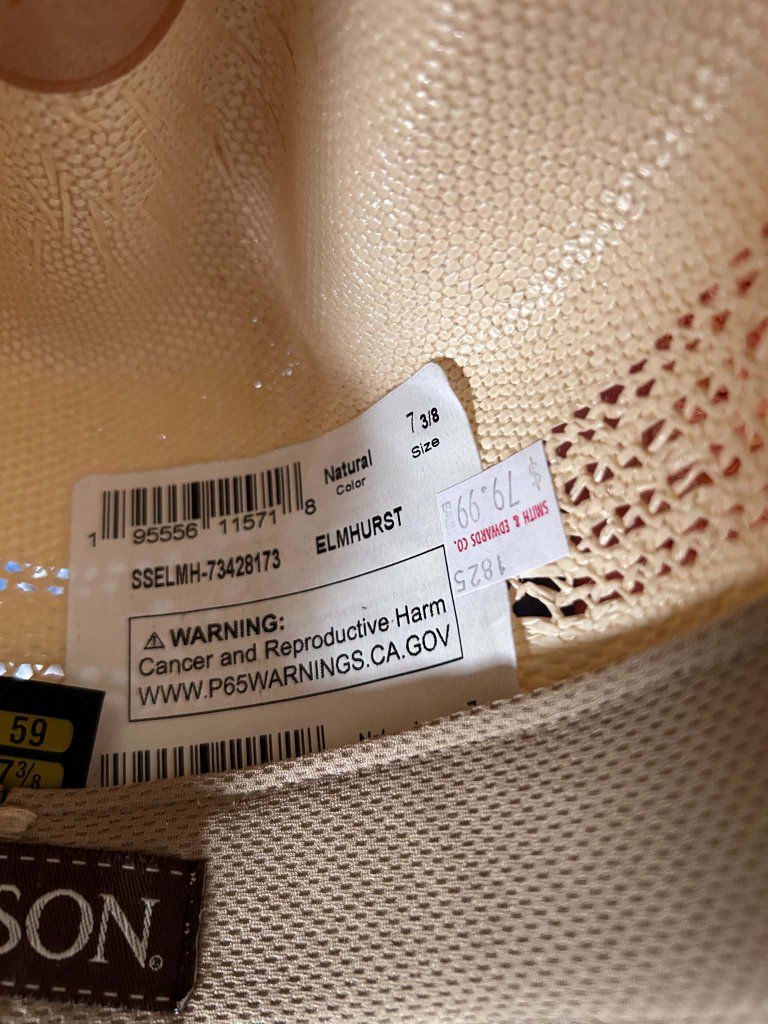 7 3/8
Size
Natural
Color
1 95556 11571 8
SSELMH-73428173
ELMHURST
$ 79.99
SMITH & EDWARDS CO.
1825
⚠ WARNING:
Cancer and Reproductive Harm
WWW.P65WARNINGS.CA.GOV
59
7 3/8
SON®